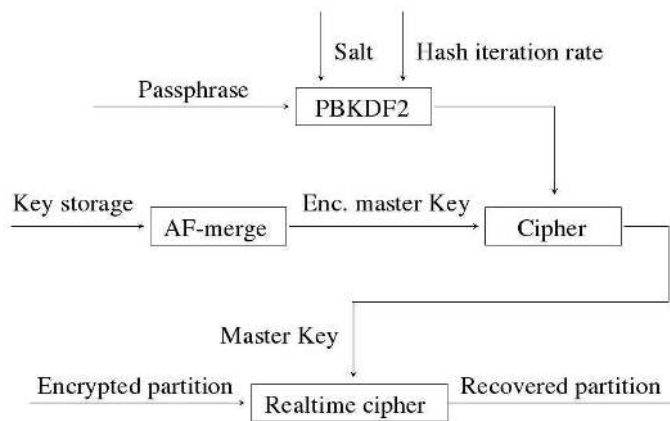 Salt
Hash iteration rate
Passphrase
PBKDF2
Key storage
AF-merge
Enc. master Key
Cipher
Master Key
Encrypted partition
Realtime cipher
Recovered partition